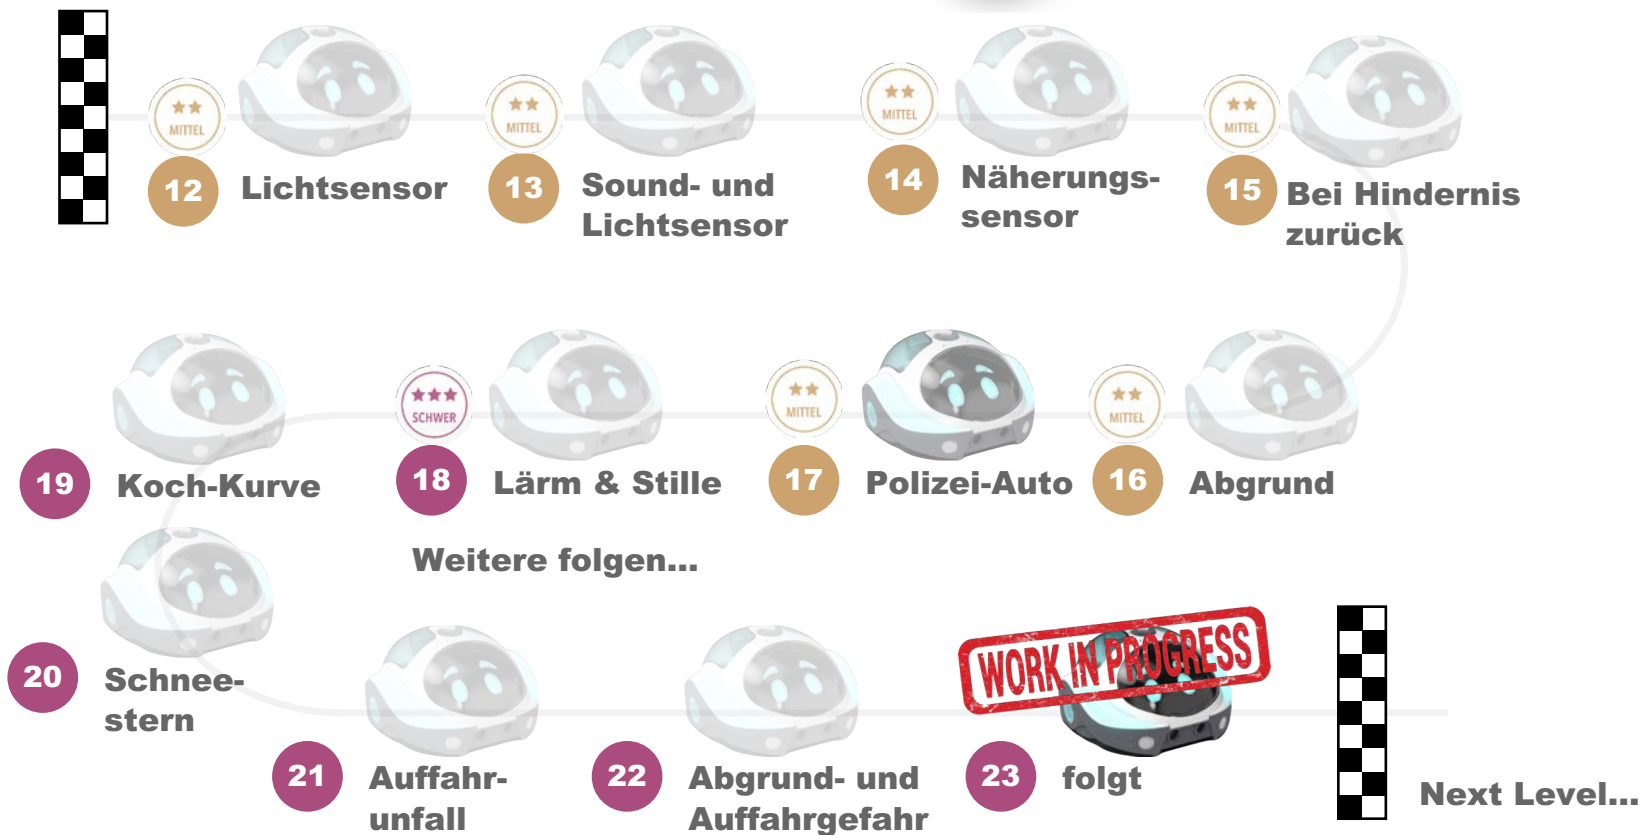 MITTEL
12
Lichtsensor
MITTEL
13
Sound- und
Lichtsensor
MITTEL
14
Näherungs-
sensor
MITTEL
15
Bei Hindernis
zurück
19
Koch-Kurve
SCHWER
18
Lärm & Stille
MITTEL
17
Polizei-Auto
MITTEL
16
Abgrund
Weitere folgen...
20
Schnee-
stern
21
Auffahr-
unfall
22
Abgrund- und
Auffahrgefahr
WORK IN PROGRESS
23
folgt
Next Level...